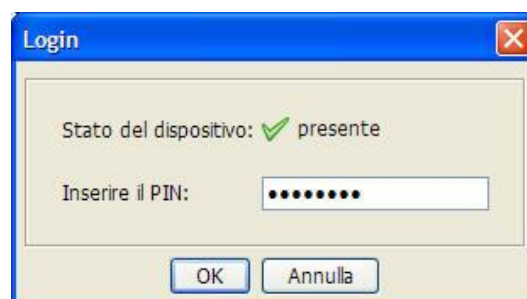 Login
Stato del dispositivo: presente
Inserire il PIN: ••••••••
OK Annulla